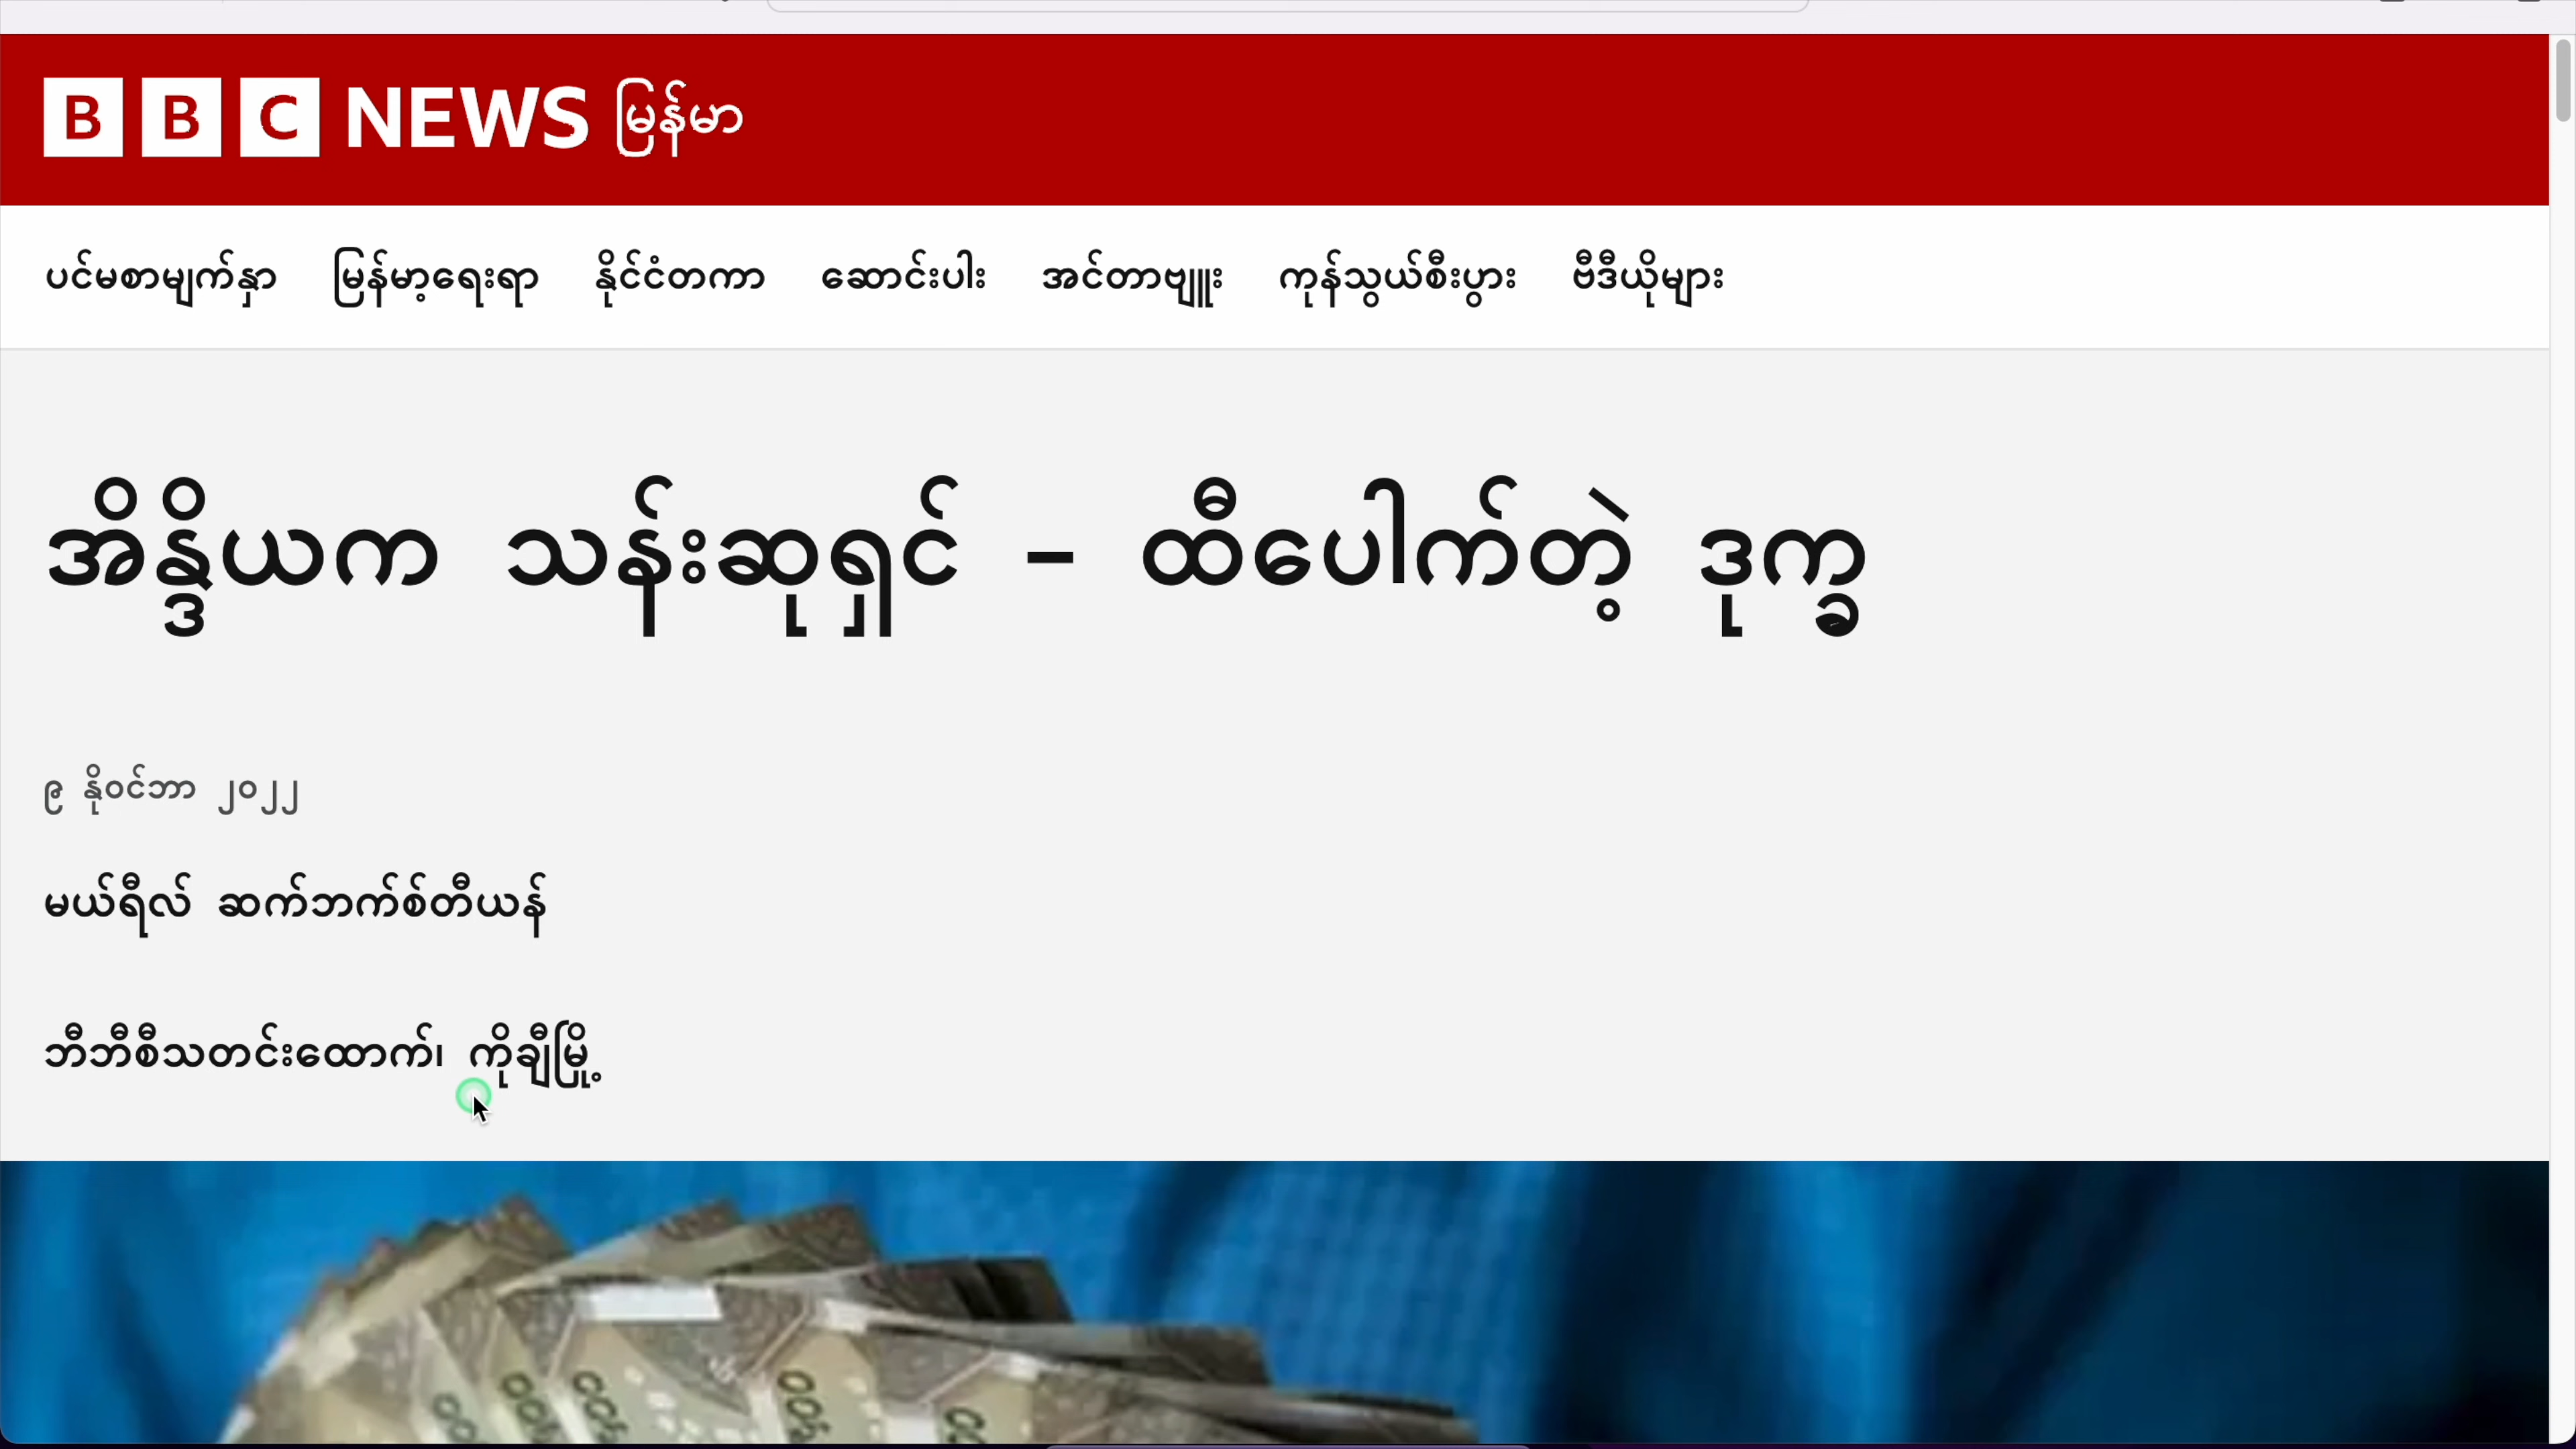 BBC NEWS မြန်မာ
ပင်မစာမျက်နှာ မြန်မာ့ရေးရာ နိုင်ငံတကာ ဆောင်းပါး အင်တာဗျူး ကုန်သွယ်စီးပွား ဗီဒီယိုများ
အိန္ဒိယက သန်းဆုရှင် – ထီပေါက်တဲ့ ဒုက္ခ
၉ နိုဝင်ဘာ ၂၀၂၂
မယ်ရီလ် ဆက်ဘက်စ်တီယန်
ဘီဘီစီသတင်းထောက်၊ ကိုချီမြို့